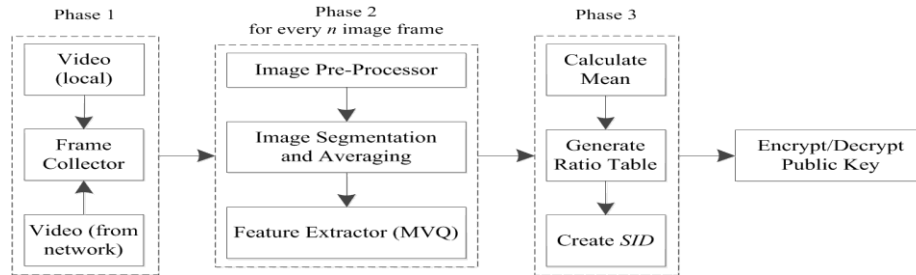 Phase 1
Video
(local)
Frame
Collector
Video (from
network)
Phase 2
for every n image frame
Image Pre-Processor
Image Segmentation
and Averaging
Feature Extractor (MVQ)
Phase 3
Calculate
Mean
Generate
Ratio Table
Create SID
Encrypt/Decrypt
Public Key